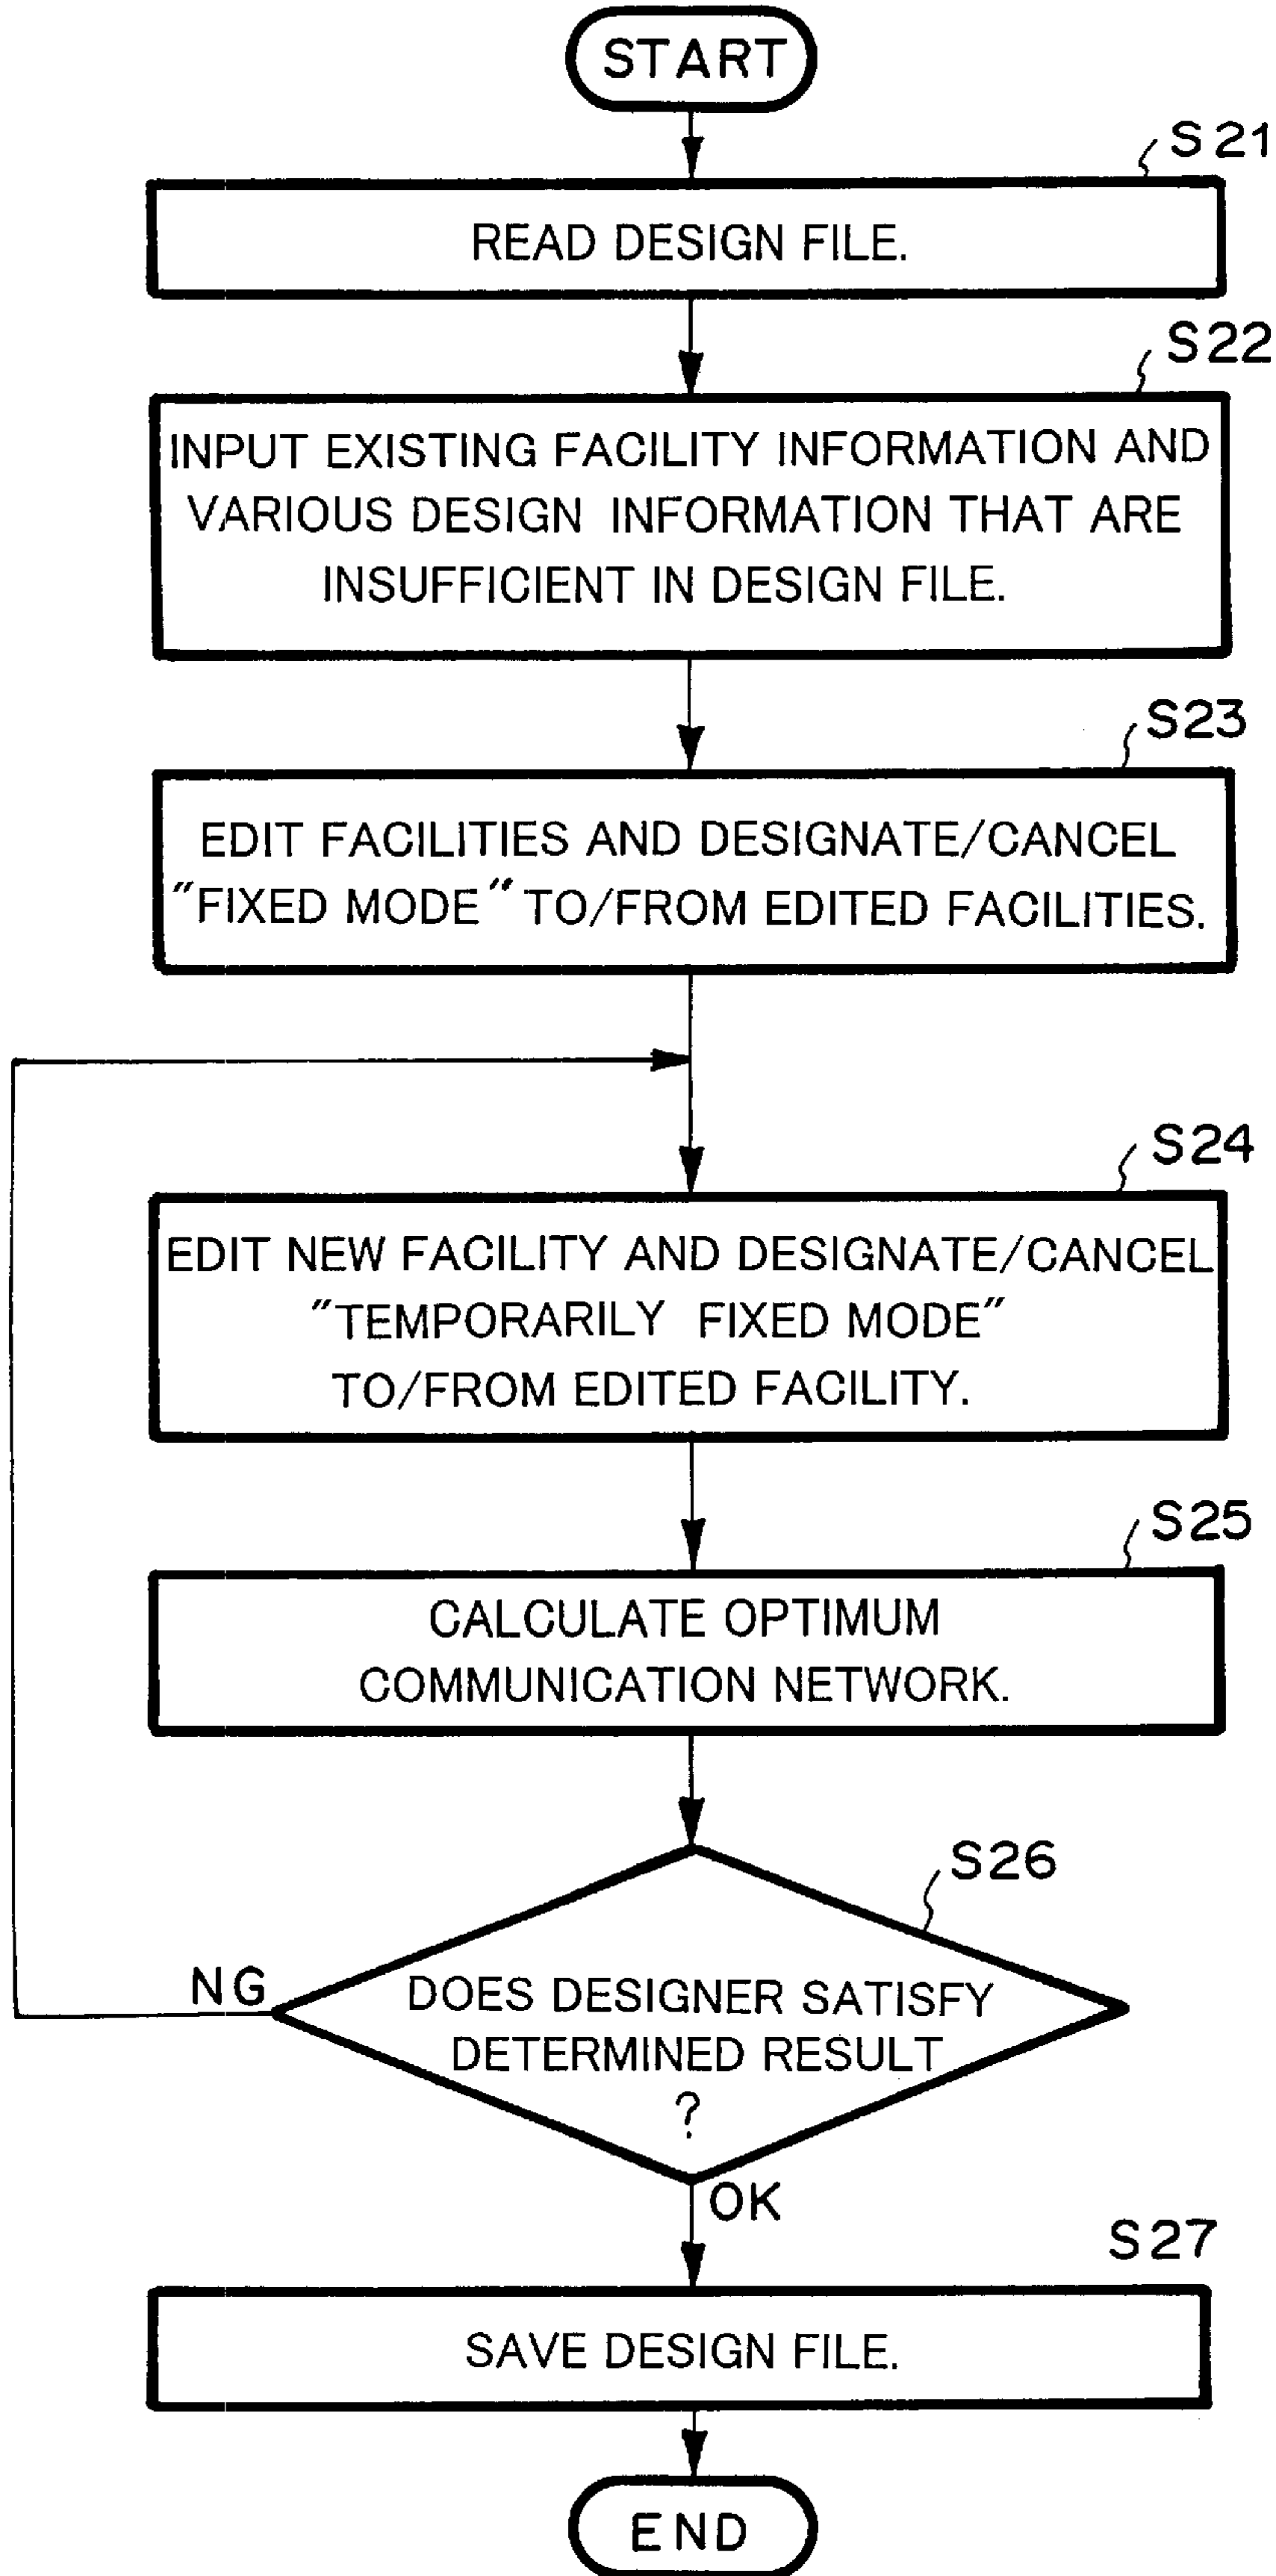 START
S21
READ DESIGN FILE.
S22
INPUT EXISTING FACILITY INFORMATION AND
VARIOUS DESIGN INFORMATION THAT ARE
INSUFFICIENT IN DESIGN FILE.
S23
EDIT FACILITIES AND DESIGNATE/CANCEL
"FIXED MODE" TO/FROM EDITED FACILITIES.
S24
EDIT NEW FACILITY AND DESIGNATE/CANCEL
"TEMPORARILY FIXED MODE"
TO/FROM EDITED FACILITY.
S25
CALCULATE OPTIMUM
COMMUNICATION NETWORK.
S26
NG
DOES DESIGNER SATISFY
DETERMINED RESULT
?
OK
S27
SAVE DESIGN FILE.
END